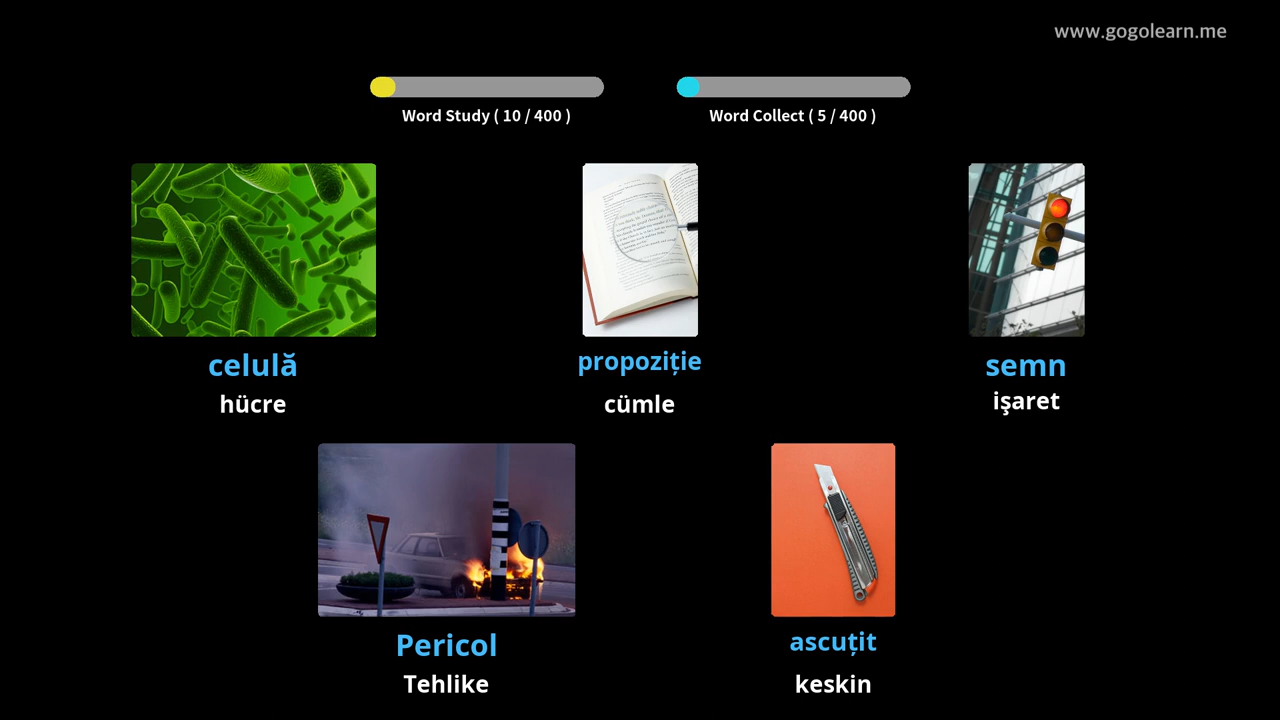 www.gogolearn.me
Word Study ( 10 / 400 )
Word Collect ( 5 / 400 )
celulă
hücre
propoziție
cümle
semn
işaret
Pericol
Tehlike
ascuțit
keskin